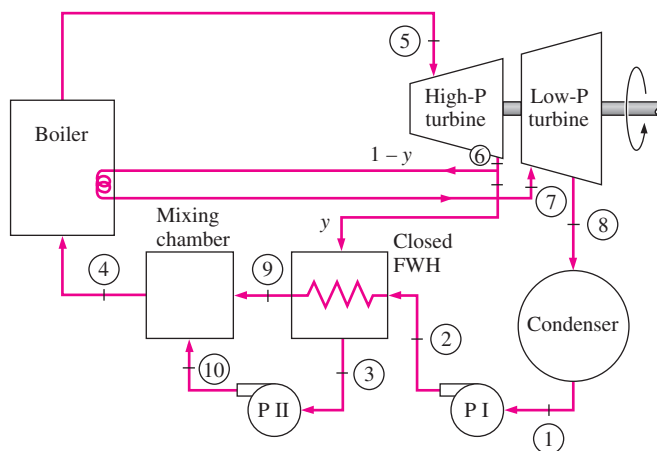 5
High-P
turbine
Low-P
turbine
Boiler
6
1 – y
7
Mixing
chamber
y
Closed
FWH
8
4
9
2
Condenser
10
3
P II
P I
1